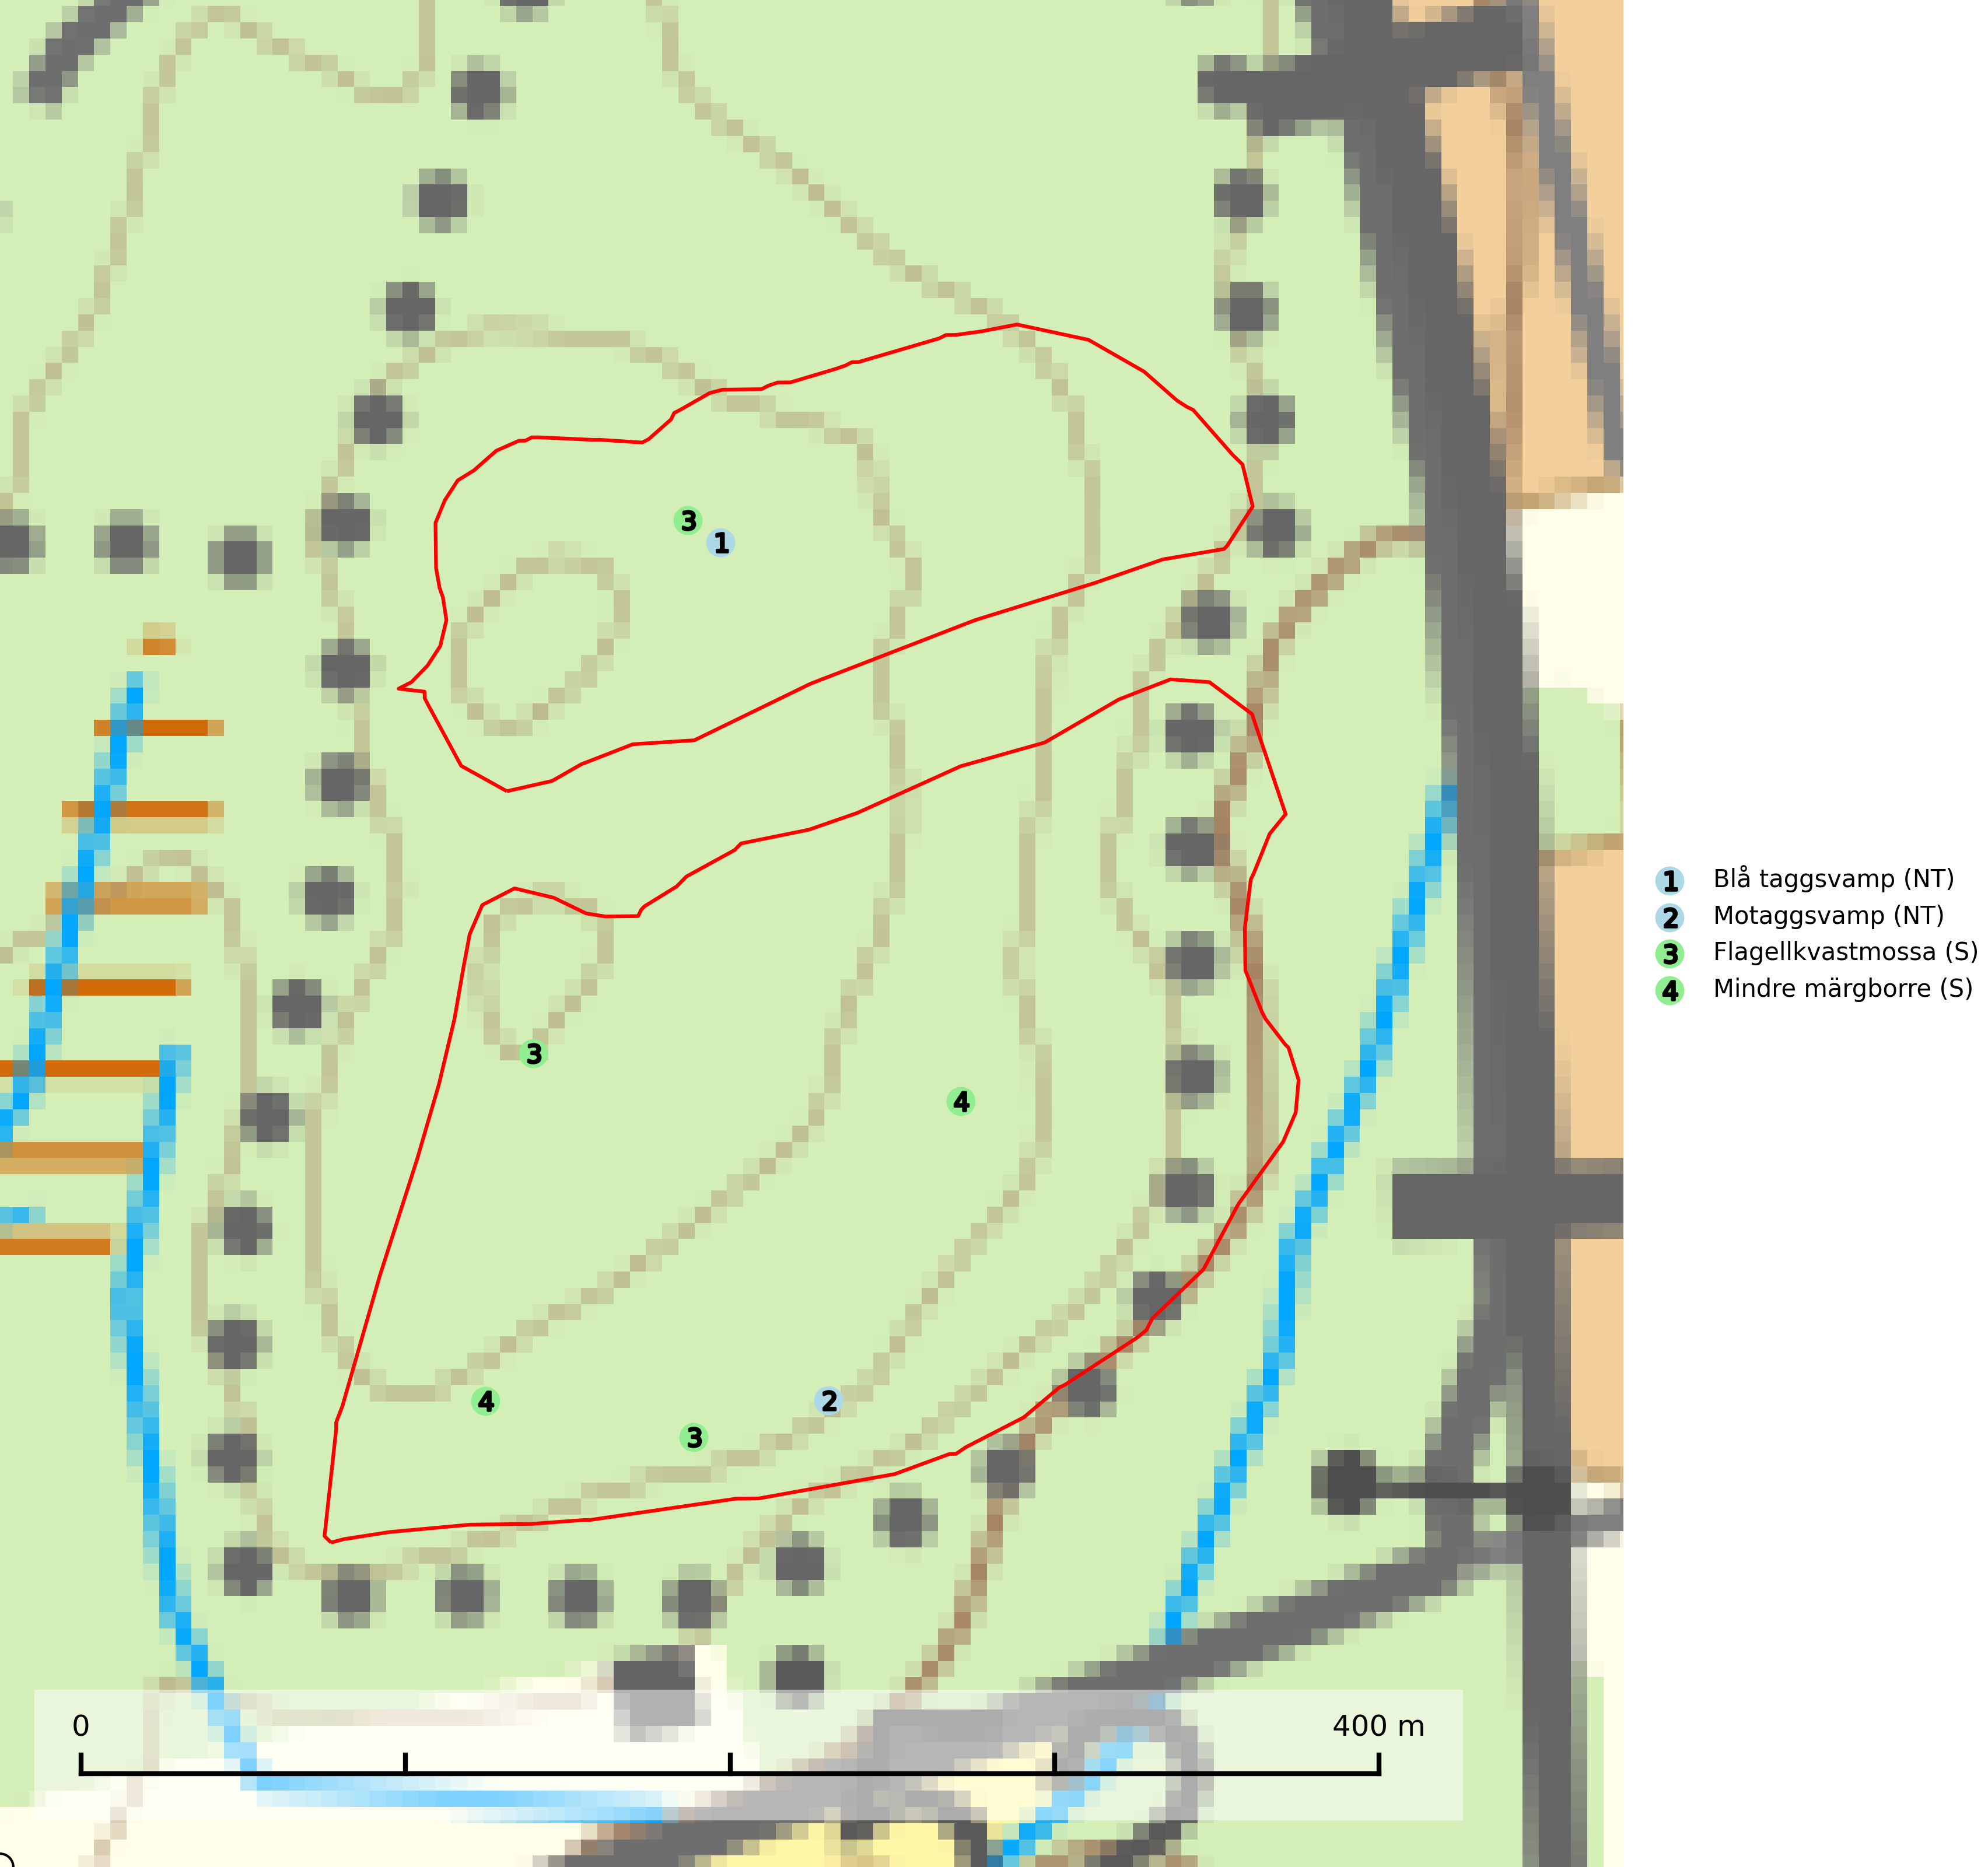 3
1
3
4
4
2
3
1 Blå taggsvamp (NT)
2 Motaggsvamp (NT)
3 Flagellkvastmossa (S)
4 Mindre märgborre (S)
0 400 m